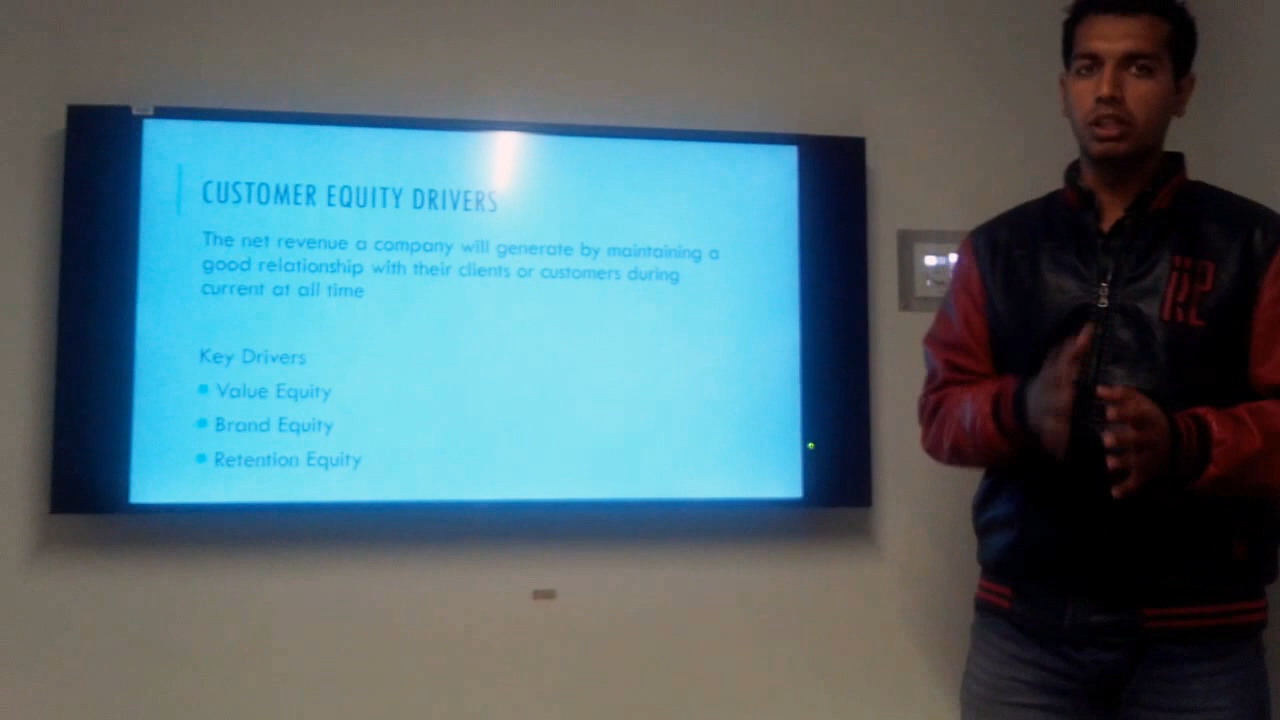 CUSTOMER EQUITY DRIVERS
The net revenue a company will generate by maintaining a
good relationship with their clients or customers during
current at all time
Key Drivers
Value Equity
Brand Equity
Retention Equity